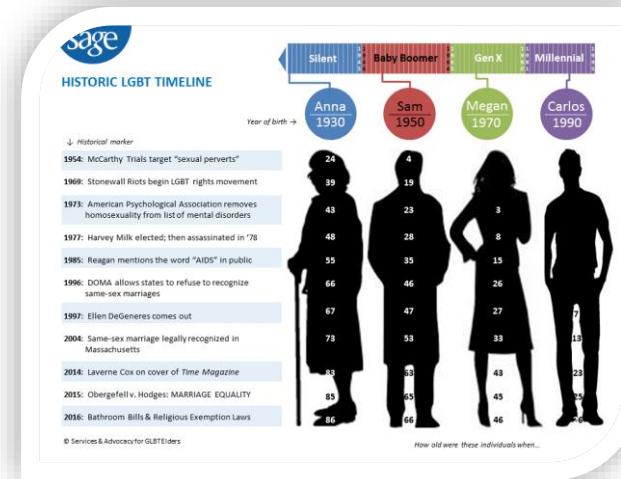 sage
HISTORIC LGBT TIMELINE
Silent
Baby Boomer
Gen X
Millennial
Year of birth →
Anna
1930
Sam
1950
Megan
1970
Carlos
1990
↓ Historical marker
1954: McCarthy Trials target “sexual perverts” 24 4
1969: Stonewall Riots begin LGBT rights movement 39 19
1973: American Psychological Association removes
homosexuality from list of mental disorders 43 23 3
1977: Harvey Milk elected; then assassinated in ’78 48 28 8
1985: Reagan mentions the word “AIDS” in public 55 35 15
1996: DOMA allows states to refuse to recognize
same-sex marriages 66 46 26
1997: Ellen DeGeneres comes out 67 47 27 7
2004: Same-sex marriage legally recognized in
Massachusetts 73 53 33 13
2014: Laverne Cox on cover of Time Magazine 83 63 43 23
2015: Obergefell v. Hodges: MARRIAGE EQUALITY 85 65 45 25
2016: Bathroom Bills & Religious Exemption Laws 86 66 46
© Services & Advocacy for GLBT Elders
How old were these individuals when...